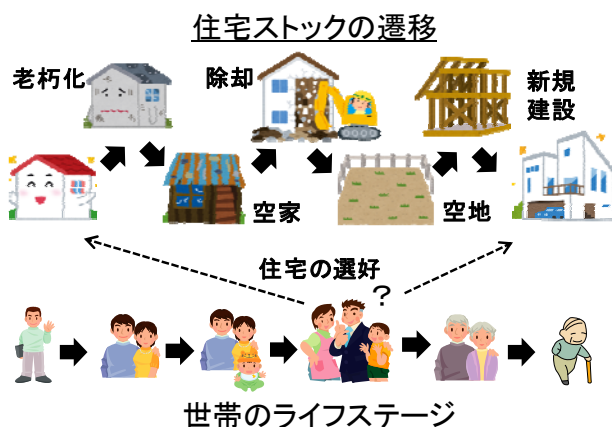 住宅ストックの遷移
老朽化
除却
新規
建設
空家
空地
住宅の選好
?
世帯のライフステージ